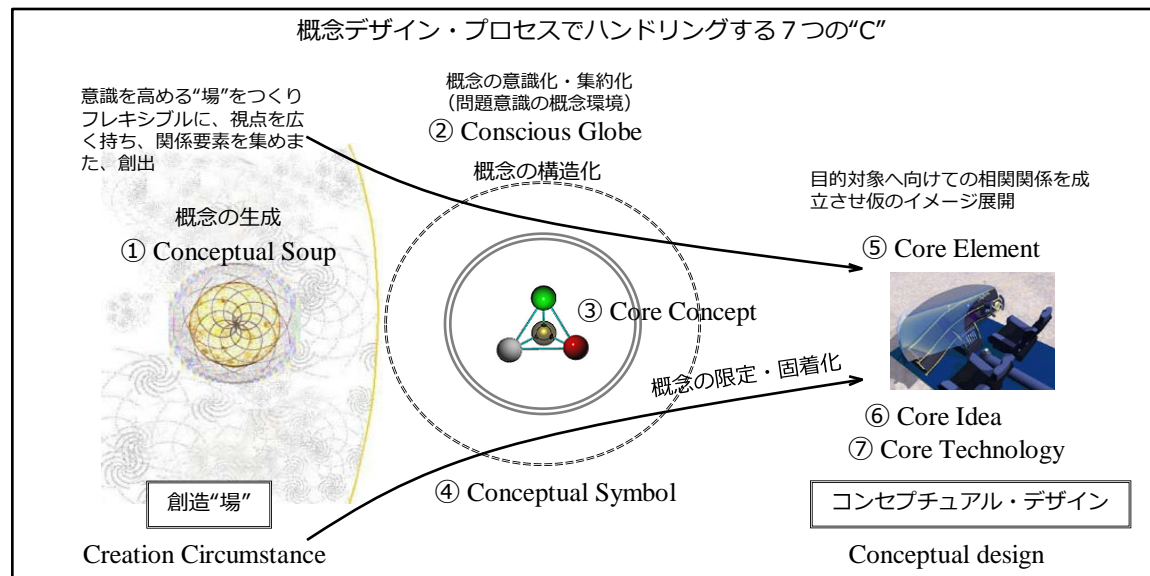 概念デザイン・プロセスでハンドリングする７つの“C”
意識を高める“場”をつくり
フレキシブルに、視点を広
く持ち、関係要素を集めま
た、創出
概念の生成
① Conceptual Soup
概念の意識化・集約化
（問題意識の概念環境）
② Conscious Globe
概念の構造化
③ Core Concept
④ Conceptual Symbol
概念の限定・固着化
目的対象へ向けての相関関係を成
立させ仮のイメージ展開
⑤ Core Element
⑥ Core Idea
⑦ Core Technology
創造“場”
Creation Circumstance
コンセプチュアル・デザイン
Conceptual design